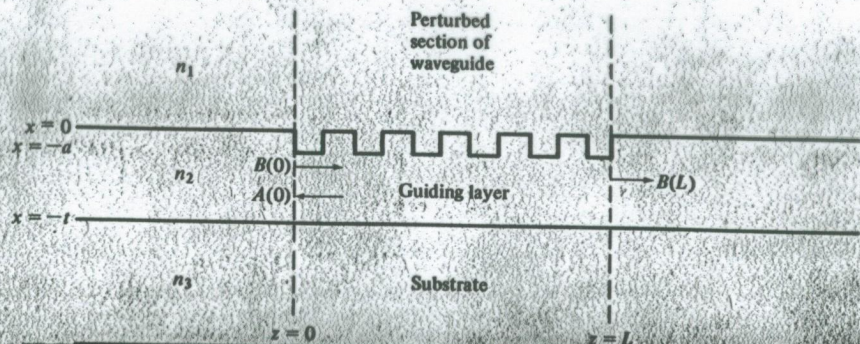 Perturbed
section of
waveguide
n₁
x = 0
x = −a
n₂
B(0)
A(0)
Guiding layer
B(L)
x = −t
n₃
Substrate
z = 0
z = L